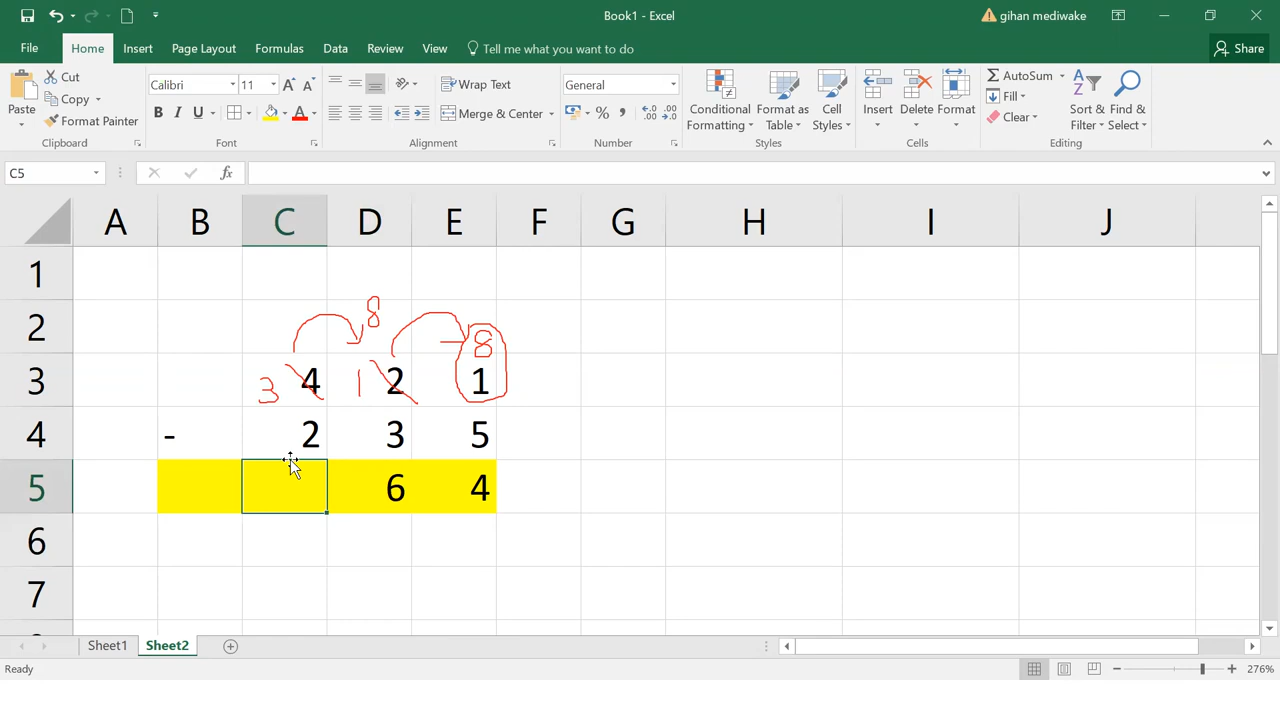 Book1 - Excel
gihan mediwake
File Home Insert Page Layout Formulas Data Review View Tell me what you want to do Share
Paste
Cut
Copy
Format Painter
Clipboard
Calibri 11
B I U
Font
Wrap Text
Merge & Center
Alignment
General
%
Number
Conditional Formatting
Format as Table
Cell Styles
Styles
Insert
Delete
Format
Cells
AutoSum
Fill
Clear
Sort & Filter
Find & Select
Editing
C5 fx
A B C D E F G H I J
1
2 8
8
3 3 4 1 2 1
4 - 2 3 5
5 6 4
6
7
Sheet1 Sheet2
Ready 276%